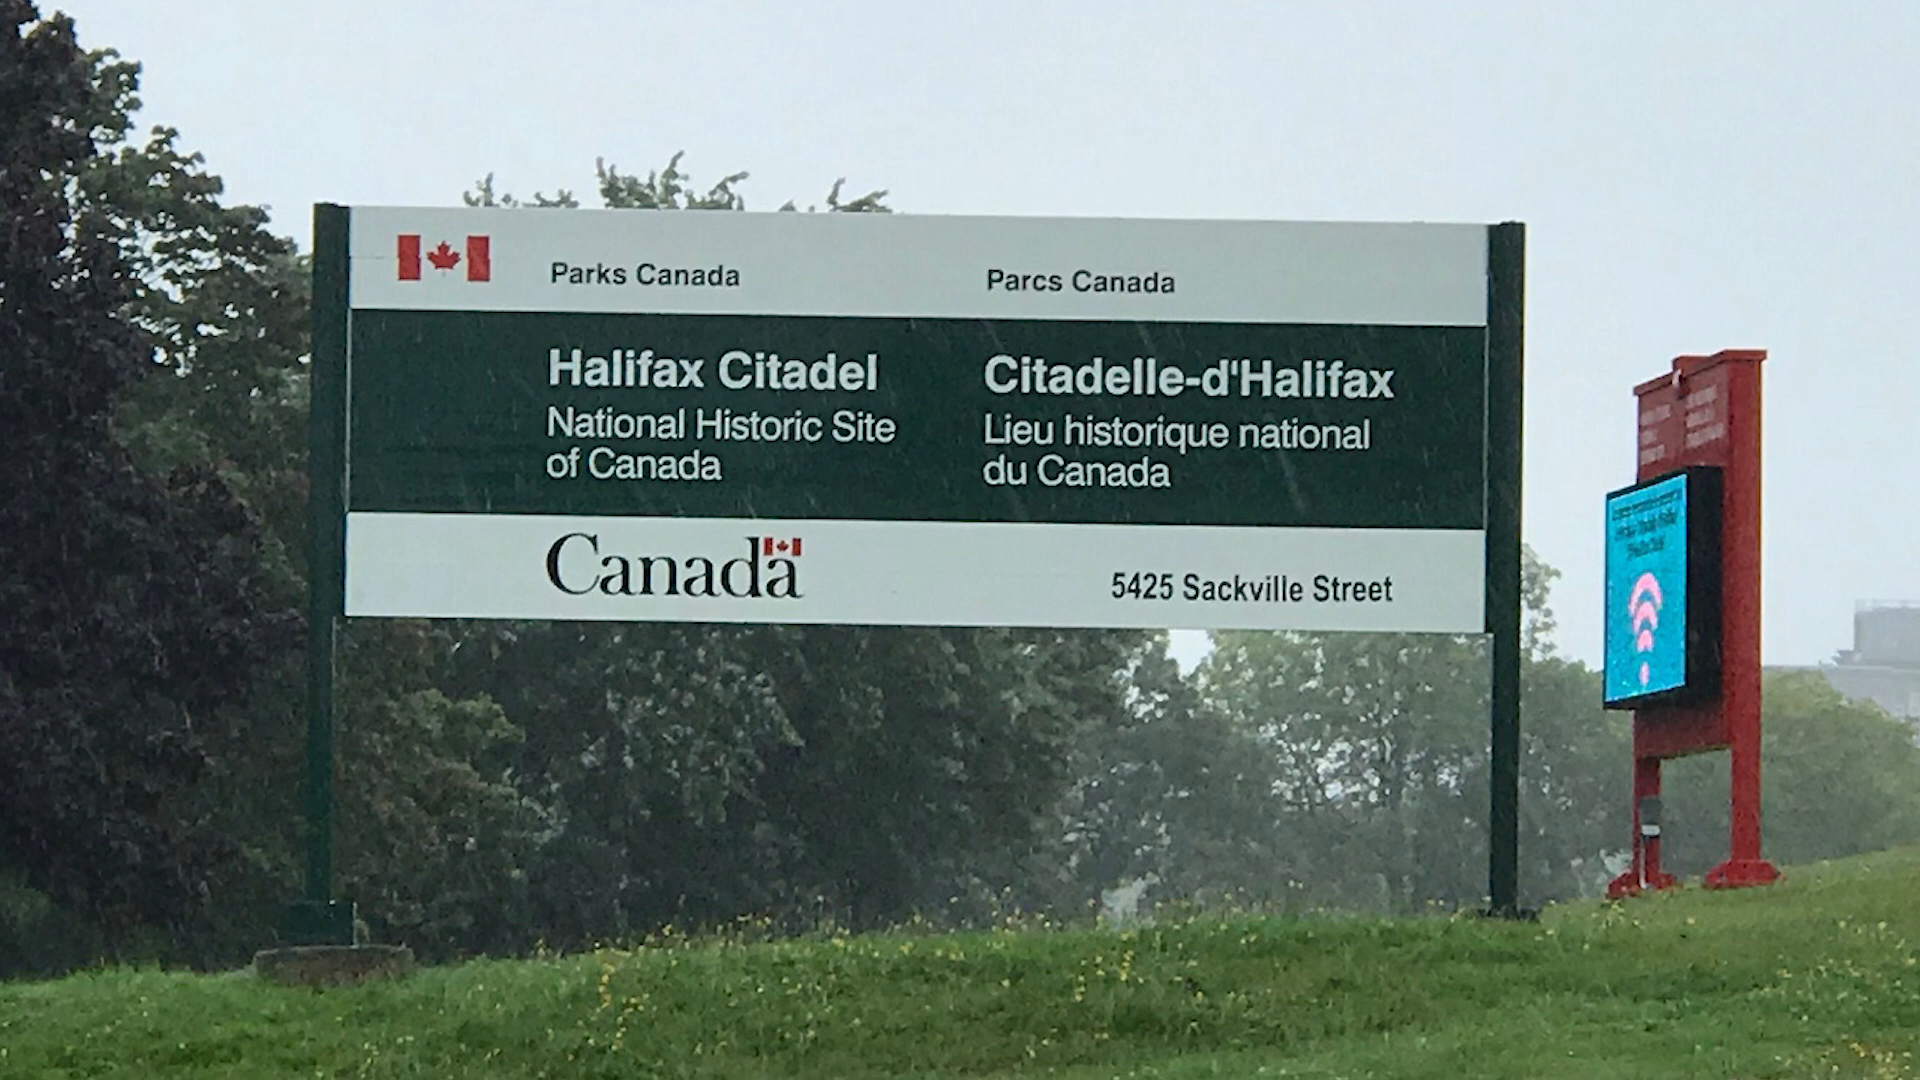 Parks Canada
Parcs Canada
Halifax Citadel
National Historic Site
of Canada
Citadelle-d'Halifax
Lieu historique national
du Canada
Canada
5425 Sackville Street